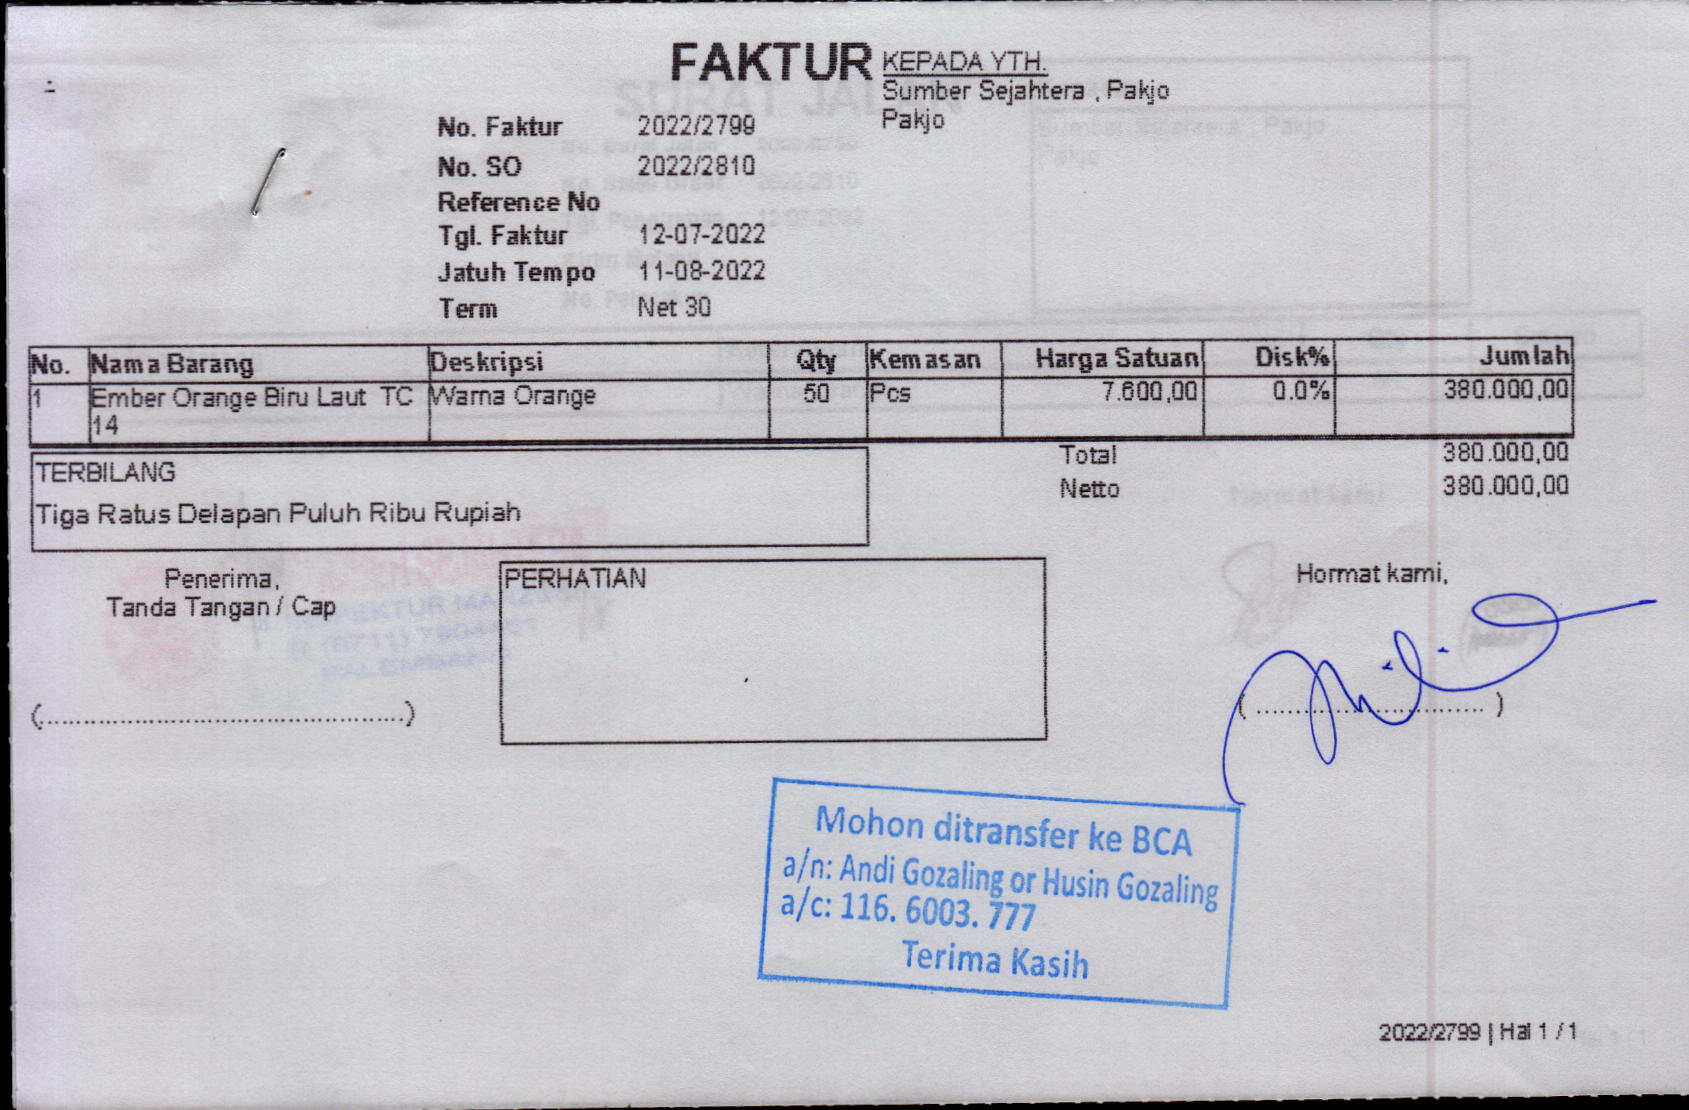 FAKTUR
KEPADA YTH.
Sumber Sejahtera , Pakjo
Pakjo
No. Faktur 2022/2799
No. SO 2022/2810
Reference No
Tgl. Faktur 12-07-2022
Jatuh Tempo 11-08-2022
Term Net 30
No. Nama Barang Deskripsi Qty Kemasan Harga Satuan Disk% Jumlah
1 Ember Orange Biru Laut TC Warna Orange 50 Pcs 7.600,00 0.0% 380.000,00
14
Total 380.000,00
Netto 380.000,00
TERBILANG
Tiga Ratus Delapan Puluh Ribu Rupiah
Penerima,
Tanda Tangan / Cap
(................................................)
PERHATIAN
Hormat kami,
( .............................. )
Mohon ditransfer ke BCA
a/n: Andi Gozaling or Husin Gozaling
a/c: 116. 6003. 777
Terima Kasih
2022/2799 | Hal 1 / 1